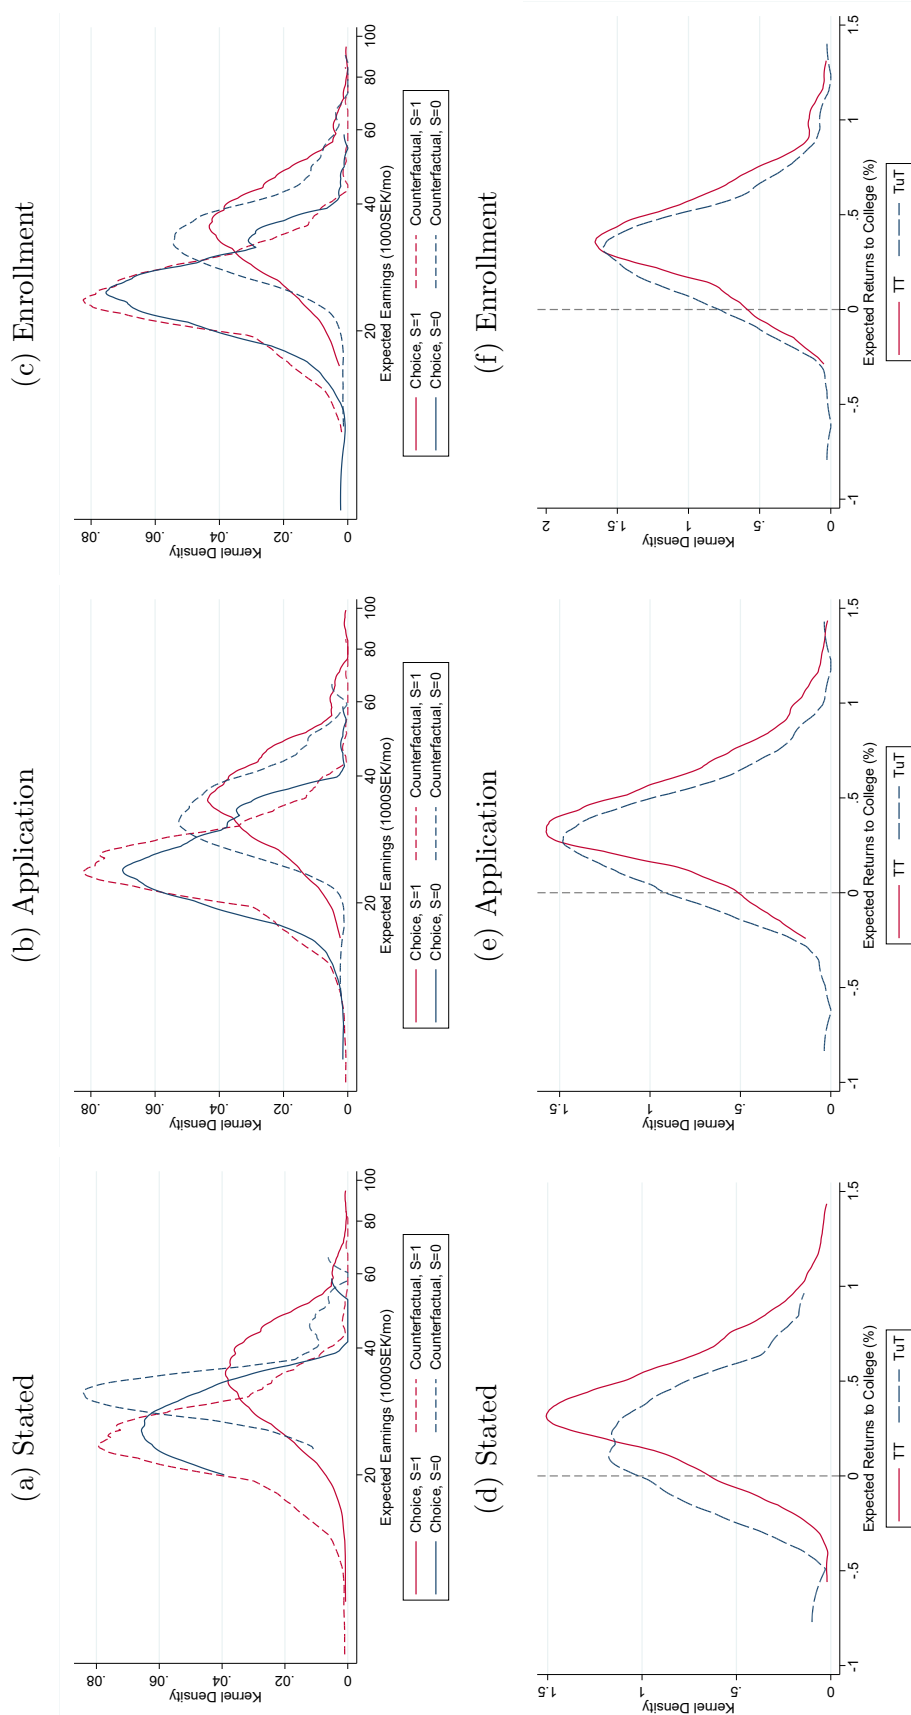 (a) Stated
Kernel Density
0 .02 .04 .06 .08
20 40 60 80 100
Expected Earnings (1000SEK/mo)
Choice, S=1 Counterfactual, S=1
Choice, S=0 Counterfactual, S=0
(b) Application
Kernel Density
0 .02 .04 .06 .08
20 40 60 80 100
Expected Earnings (1000SEK/mo)
Choice, S=1 Counterfactual, S=1
Choice, S=0 Counterfactual, S=0
(c) Enrollment
Kernel Density
0 .02 .04 .06 .08
20 40 60 80 100
Expected Earnings (1000SEK/mo)
Choice, S=1 Counterfactual, S=1
Choice, S=0 Counterfactual, S=0
(d) Stated
Kernel Density
0 .5 1 1.5
-1 -.5 0 .5 1 1.5
Expected Returns to College (%)
TT TuT
(e) Application
Kernel Density
0 .5 1 1.5
-1 -.5 0 .5 1 1.5
Expected Returns to College (%)
TT TuT
(f) Enrollment
Kernel Density
0 .5 1 1.5 2
-1 -.5 0 .5 1 1.5
Expected Returns to College (%)
TT TuT